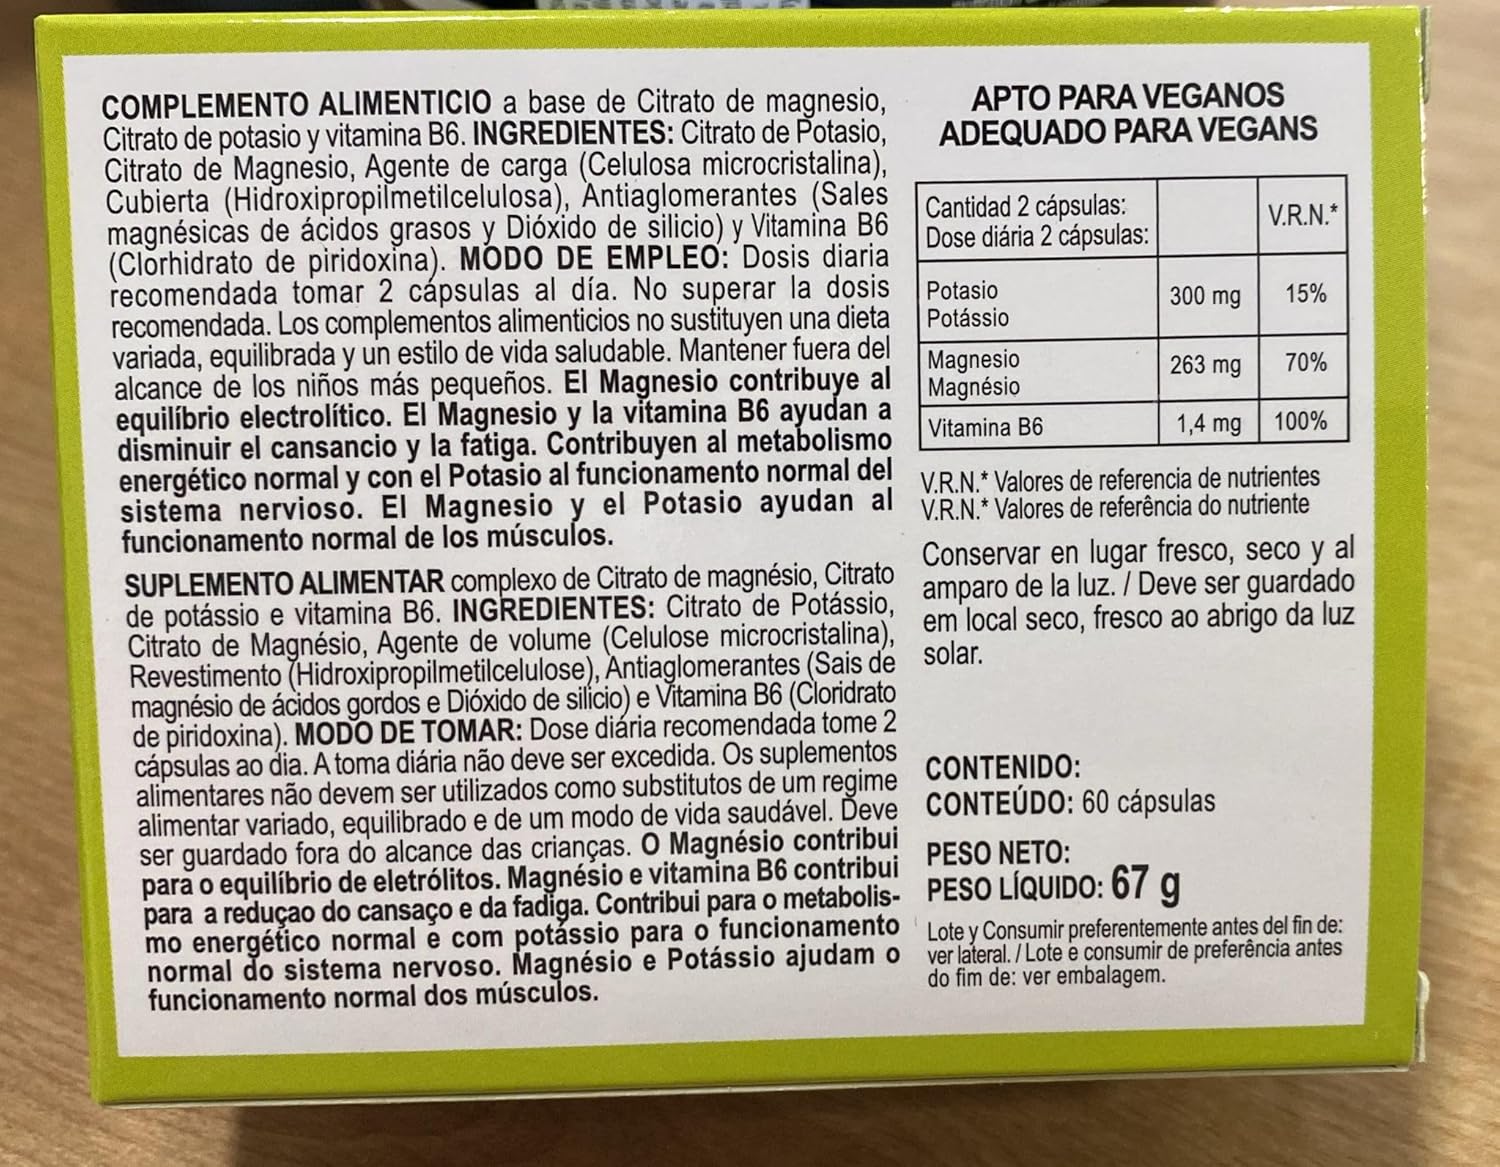 COMPLEMENTO ALIMENTICIO a base de Citrato de magnesio,
Citrato de potasio y vitamina B6. INGREDIENTES: Citrato de Potasio,
Citrato de Magnesio, Agente de carga (Celulosa microcristalina),
Cubierta (Hidroxipropilmetilcelulosa), Antiaglomerantes (Sales
magnésicas de ácidos grasos y Dióxido de silicio) y Vitamina B6
(Clorhidrato de piridoxina). MODO DE EMPLEO: Dosis diaria
recomendada tomar 2 cápsulas al día. No superar la dosis
recomendada. Los complementos alimenticios no sustituyen una dieta
variada, equilibrada y un estilo de vida saludable. Mantener fuera del
alcance de los niños más pequeños. El Magnesio contribuye al
equilíbrio electrolítico. El Magnesio y la vitamina B6 ayudan a
disminuir el cansancio y la fatiga. Contribuyen al metabolismo
energético normal y con el Potasio al funcionamento normal del
sistema nervioso. El Magnesio y el Potasio ayudan al
funcionamento normal de los músculos.
SUPLEMENTO ALIMENTAR complexo de Citrato de magnésio, Citrato
de potássio e vitamina B6. INGREDIENTES: Citrato de Potássio,
Citrato de Magnésio, Agente de volume (Celulose microcristalina),
Revestimento (Hidroxipropilmetilcelulose), Antiaglomerantes (Sais de
magnésio de ácidos gordos e Dióxido de silício) e Vitamina B6 (Cloridrato
de piridoxina). MODO DE TOMAR: Dose diária recomendada tome 2
cápsulas ao dia. A toma diária não deve ser excedida. Os suplementos
alimentares não devem ser utilizados como substitutos de um regime
alimentar variado, equilibrado e de um modo de vida saudável. Deve
ser guardado fora do alcance das crianças. O Magnésio contribui
para o equilíbrio de eletrólitos. Magnésio e vitamina B6 contribui
para a reduçao do cansaço e da fadiga. Contribui para o metabolis-
mo energético normal e com potássio para o funcionamento
normal do sistema nervoso. Magnésio e Potássio ajudam o
funcionamento normal dos músculos.
APTO PARA VEGANOS
ADEQUADO PARA VEGANS
Cantidad 2 cápsulas:
Dose diária 2 cápsulas:
V.R.N.*
Potasio
Potássio
300 mg
15%
Magnesio
Magnésio
263 mg
70%
Vitamina B6
1,4 mg
100%
V.R.N.* Valores de referencia de nutrientes
V.R.N.* Valores de referência do nutriente
Conservar en lugar fresco, seco y al
amparo de la luz. / Deve ser guardado
em local seco, fresco ao abrigo da luz
solar.
CONTENIDO:
CONTEÚDO: 60 cápsulas
PESO NETO:
PESO LÍQUIDO: 67 g
Lote y Consumir preferentemente antes del fin de:
ver lateral. / Lote e consumir de preferência antes
do fim de: ver embalagem.